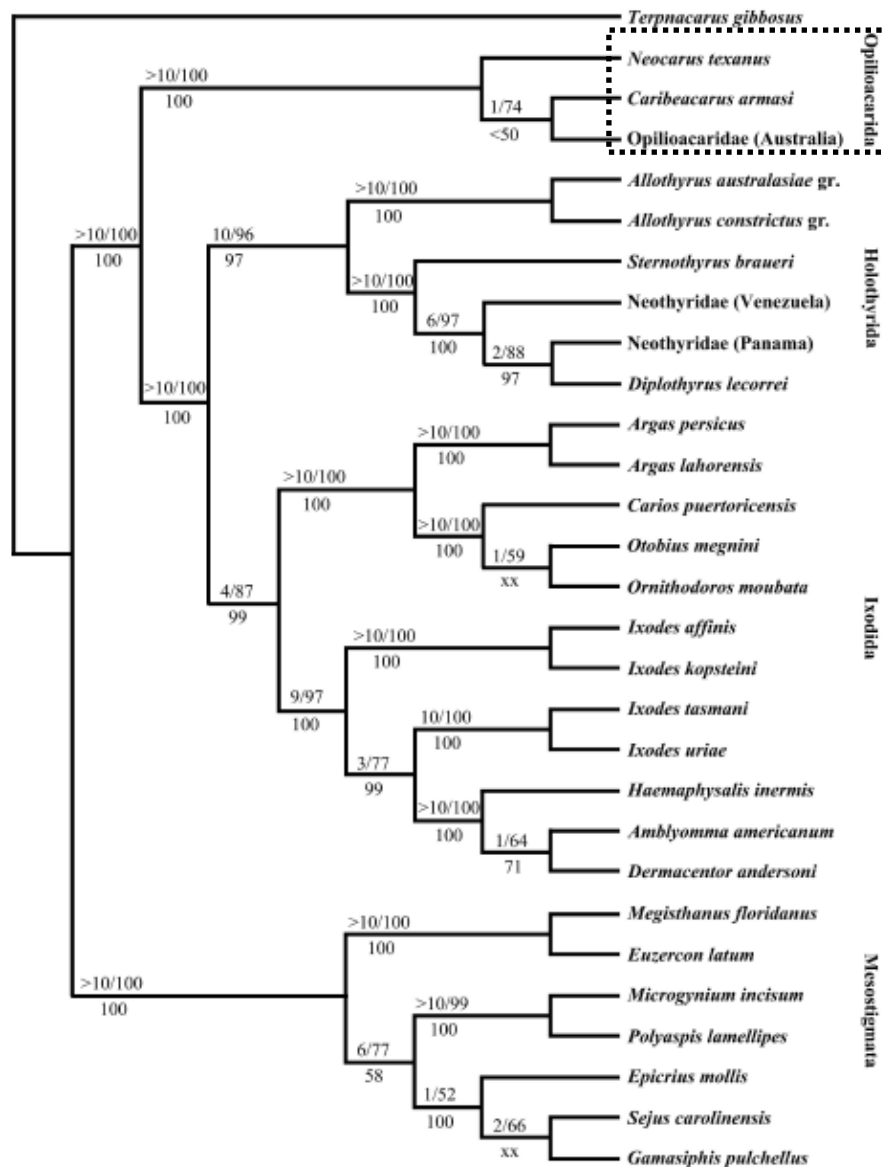 Terpnacarus gibbosus
Opilioacarida
>10/100
100
Neocarus texanus
1/74
<50
Caribeacarus armasi
Opilioacaridae (Australia)
>10/100
100
10/96
97
>10/100
100
Allothyrus australasiae gr.
Allothyrus constrictus gr.
Holothyrida
>10/100
100
Sternothyrus braueri
6/97
100
Neothyridae (Venezuela)
2/88
97
Neothyridae (Panama)
Diplothyrus lecorrei
>10/100
100
>10/100
100
>10/100
100
Argas persicus
Argas lahorensis
>10/100
100
Carios puertoricensis
1/59
xx
Otobius megnini
Ornithodoros moubata
4/87
99
Ixodida
>10/100
100
Ixodes affinis
Ixodes kopsteini
9/97
100
10/100
100
Ixodes tasmani
Ixodes uriae
3/77
99
>10/100
100
Haemaphysalis inermis
1/64
71
Amblyomma americanum
Dermacentor andersoni
>10/100
100
Megisthanus floridanus
Euzercon latum
Mesostigmata
>10/100
100
>10/99
100
Microgynium incisum
Polyaspis lamellipes
6/77
58
1/52
100
Epicrius mollis
2/66
xx
Sejus carolinensis
Gamasiphis pulchellus